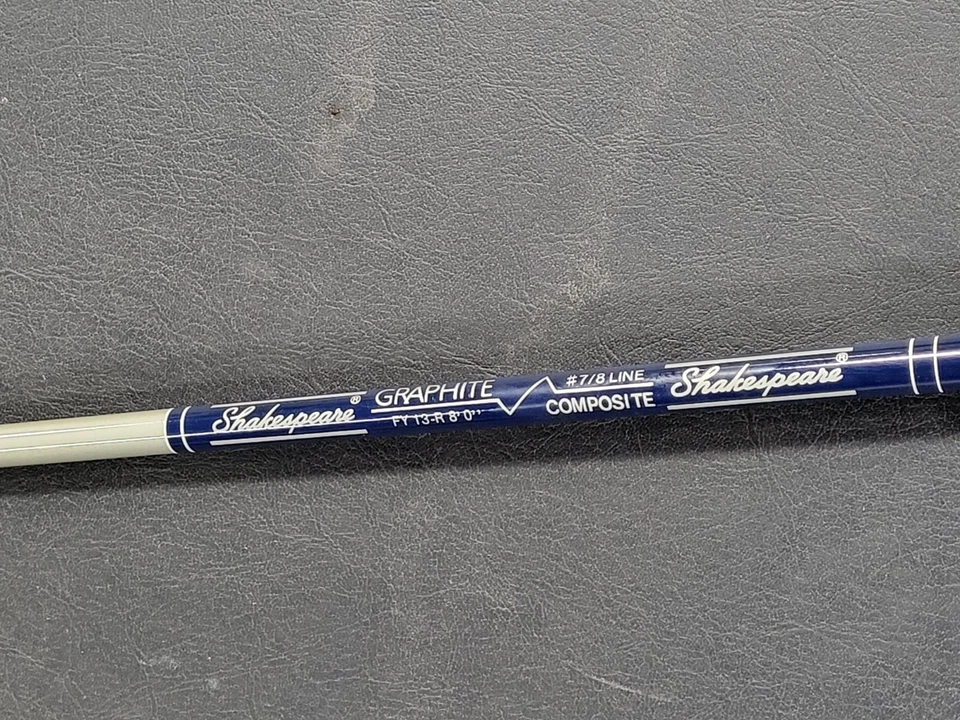 Shakespeare®
GRAPHITE
FY 13-R 8' 0''
#7/8 LINE
COMPOSITE
Shakespeare®